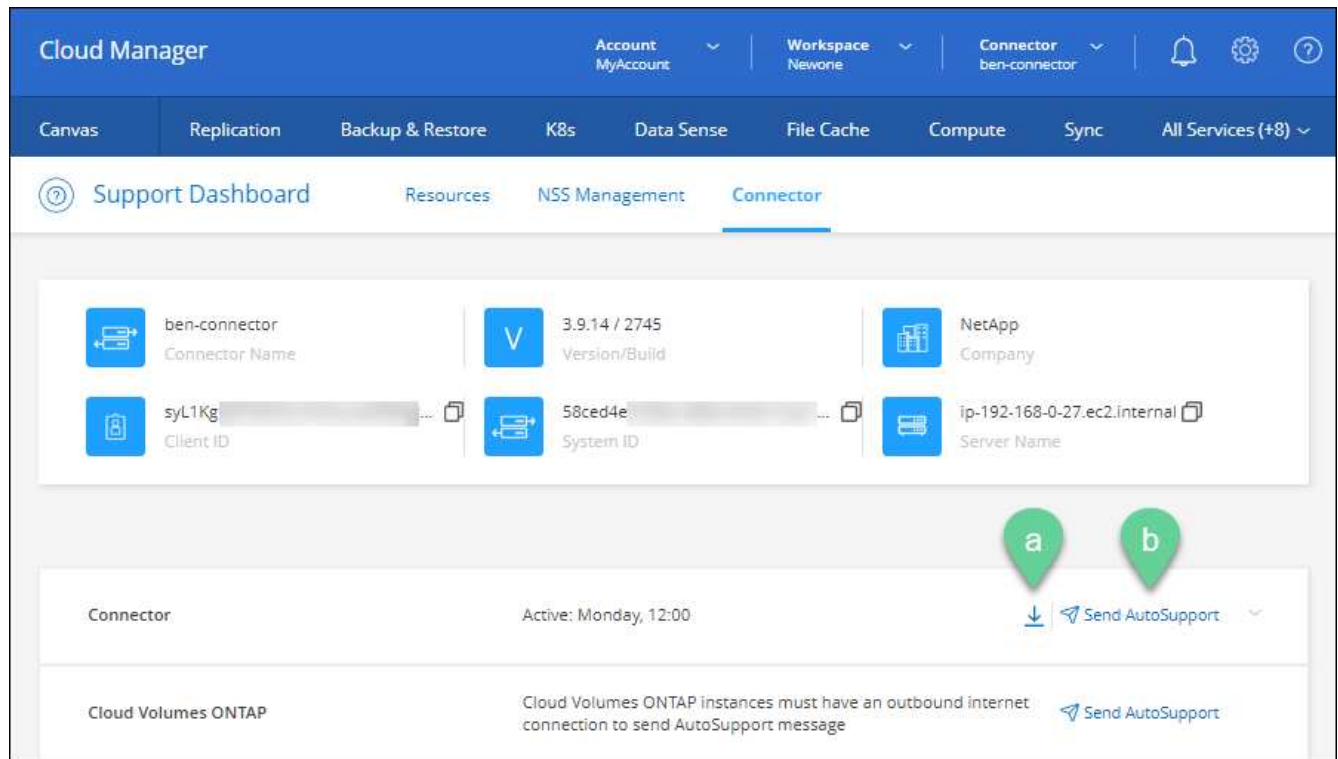 Cloud Manager
Account
MyAccount
Workspace
Newone
Connector
ben-connector
Canvas Replication Backup & Restore K8s Data Sense File Cache Compute Sync All Services (+8)
Support Dashboard Resources NSS Management Connector
ben-connector
Connector Name
V
3.9.14 / 2745
Version/Build
NetApp
Company
syL1Kg ...
Client ID
58ced4e ...
System ID
ip-192-168-0-27.ec2.internal
Server Name
a
b
Connector Active: Monday, 12:00 Send AutoSupport
Cloud Volumes ONTAP
Cloud Volumes ONTAP instances must have an outbound internet
connection to send AutoSupport message
Send AutoSupport